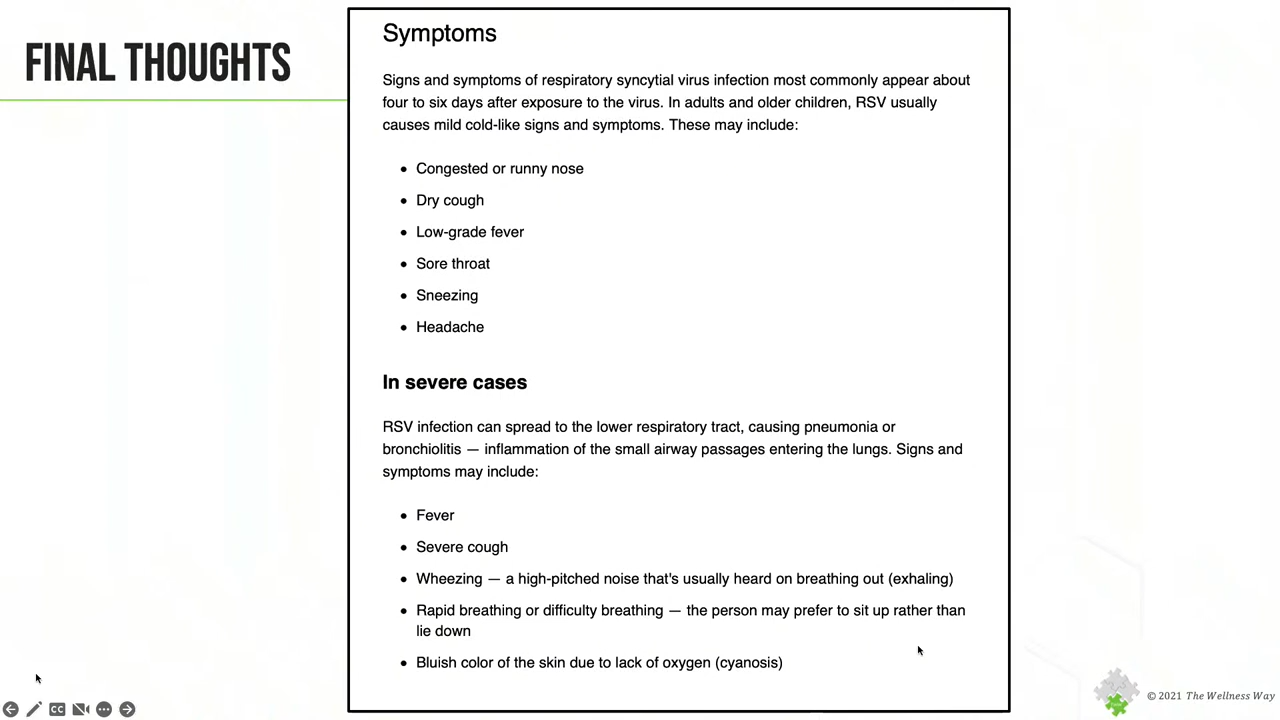 FINAL THOUGHTS
Symptoms
Signs and symptoms of respiratory syncytial virus infection most commonly appear about
four to six days after exposure to the virus. In adults and older children, RSV usually
causes mild cold-like signs and symptoms. These may include:
• Congested or runny nose
• Dry cough
• Low-grade fever
• Sore throat
• Sneezing
• Headache
In severe cases
RSV infection can spread to the lower respiratory tract, causing pneumonia or
bronchiolitis — inflammation of the small airway passages entering the lungs. Signs and
symptoms may include:
• Fever
• Severe cough
• Wheezing — a high-pitched noise that's usually heard on breathing out (exhaling)
• Rapid breathing or difficulty breathing — the person may prefer to sit up rather than
lie down
• Bluish color of the skin due to lack of oxygen (cyanosis)
CC
© 2021 The Wellness Way